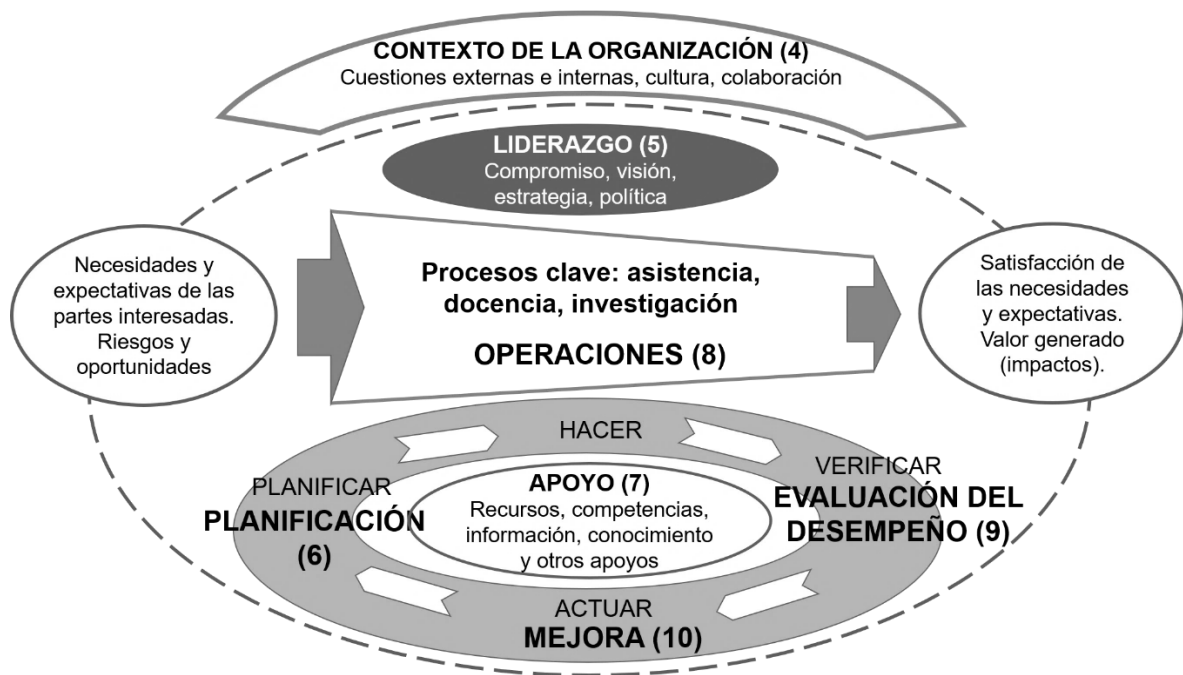 CONTEXTO DE LA ORGANIZACIÓN (4)
Cuestiones externas e internas, cultura, colaboración
LIDERAZGO (5)
Compromiso, visión,
estrategia, política
Necesidades y
expectativas de las
partes interesadas.
Riesgos y
oportunidades
Procesos clave: asistencia,
docencia, investigación
OPERACIONES (8)
Satisfacción de
las necesidades
y expectativas.
Valor generado
(impactos).
HACER
PLANIFICAR
PLANIFICACIÓN
(6)
APOYO (7)
Recursos, competencias,
información, conocimiento
y otros apoyos
VERIFICAR
EVALUACIÓN DEL
DESEMPEÑO (9)
ACTUAR
MEJORA (10)